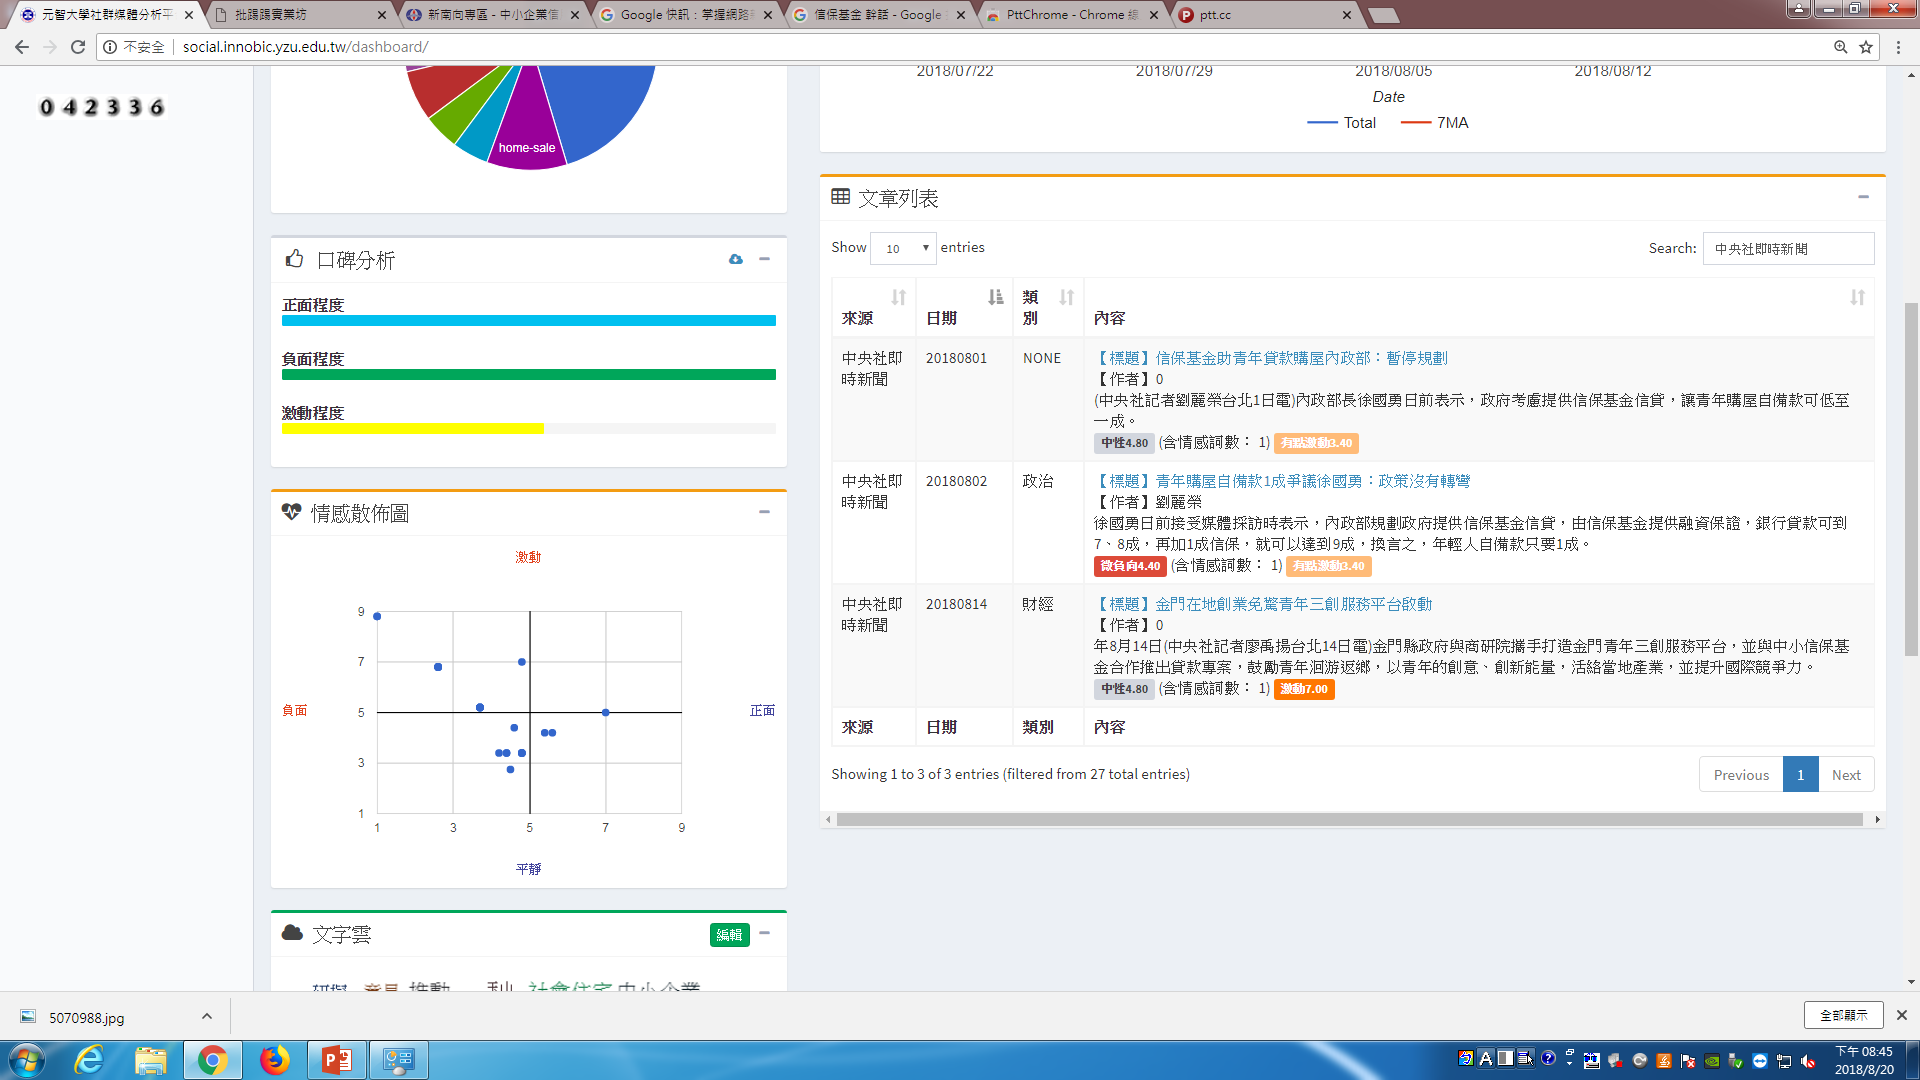 元智大學社群媒體分析平
批踢踢實業坊
新南向專區 - 中小企業信
Google 快訊：掌握網路
信保基金 幹話 - Google
PttChrome - Chrome 線
ptt.cc
不安全
social.innobic.yzu.edu.tw/dashboard/
042336
home-sale
2018/07/22
2018/07/29
2018/08/05
2018/08/12
Date
Total
7MA
口碑分析
正面程度
負面程度
激動程度
情感散佈圖
激動
9
7
負面
5
正面
3
1
1 3 5 7 9
平靜
文字雲
編輯
推動
社會住宅
中小企業
文章列表
Show 10 entries
Search: 中央社即時新聞
來源 日期 類別 內容
中央社即時新聞 20180801 NONE 【標題】信保基金助青年貸款購屋內政部：暫停規劃
【作者】0
(中央社記者劉麗榮台北1日電)內政部長徐國勇日前表示，政府考慮提供信保基金信貸，讓青年購屋自備款可低至
一成。
中性4.80 (含情感詞數： 1) 有點激動3.40
中央社即時新聞 20180802 政治 【標題】青年購屋自備款1成爭議徐國勇：政策沒有轉彎
【作者】劉麗榮
徐國勇日前接受媒體採訪時表示，內政部規劃政府提供信保基金信貸，由信保基金提供融資保證，銀行貸款可到
7、8成，再加1成信保，就可以達到9成，換言之，年輕人自備款只要1成。
微負向4.40 (含情感詞數： 1) 有點激動3.40
中央社即時新聞 20180814 財經 【標題】金門在地創業免驚青年三創服務平台啟動
【作者】0
年8月14日(中央社記者廖禹揚台北14日電)金門縣政府與商研院攜手打造金門青年三創服務平台，並與中小信保基
金合作推出貸款專案，鼓勵青年洄游返鄉，以青年的創意、創新能量，活絡當地產業，並提升國際競爭力。
中性4.80 (含情感詞數： 1) 激動7.00
來源 日期 類別 內容
Showing 1 to 3 of 3 entries (filtered from 27 total entries)
Previous 1 Next
5070988.jpg
全部顯示
下午 08:45
2018/8/20